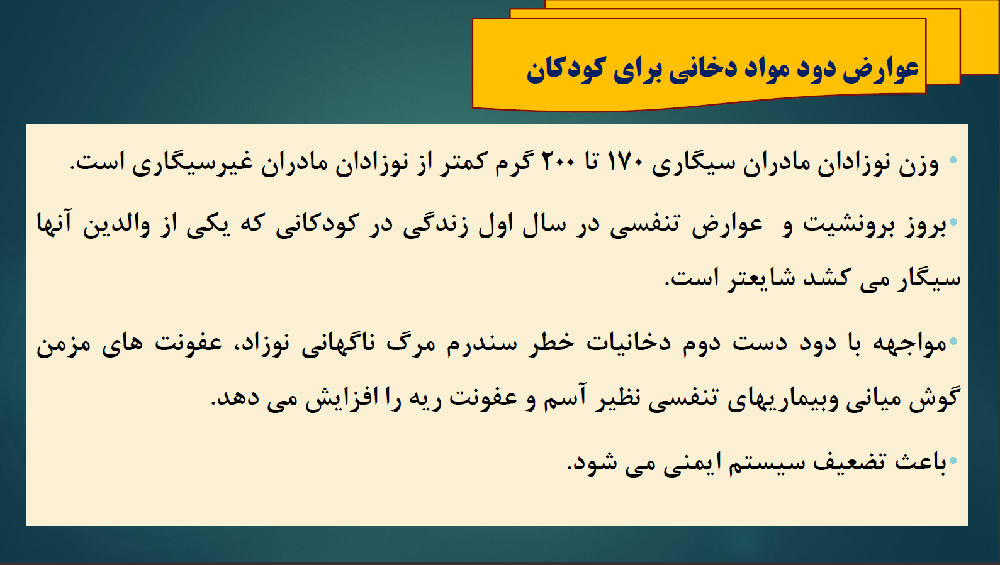 عوارض دود مواد دخانی برای کودکان
• وزن نوزادان مادران سیگاری ۱۷۰ تا ۲۰۰ گرم کمتر از نوزادان مادران غیرسیگاری است.
•بروز برونشیت و عوارض تنفسی در سال اول زندگی در کودکانی که یکی از والدین آنها
سیگار می کشد شایعتر است.
•مواجهه با دود دست دوم دخانیات خطر سندرم مرگ ناگهانی نوزاد، عفونت های مزمن
گوش میانی وبیماریهای تنفسی نظیر آسم و عفونت ریه را افزایش می دهد.
•باعث تضعیف سیستم ایمنی می شود.